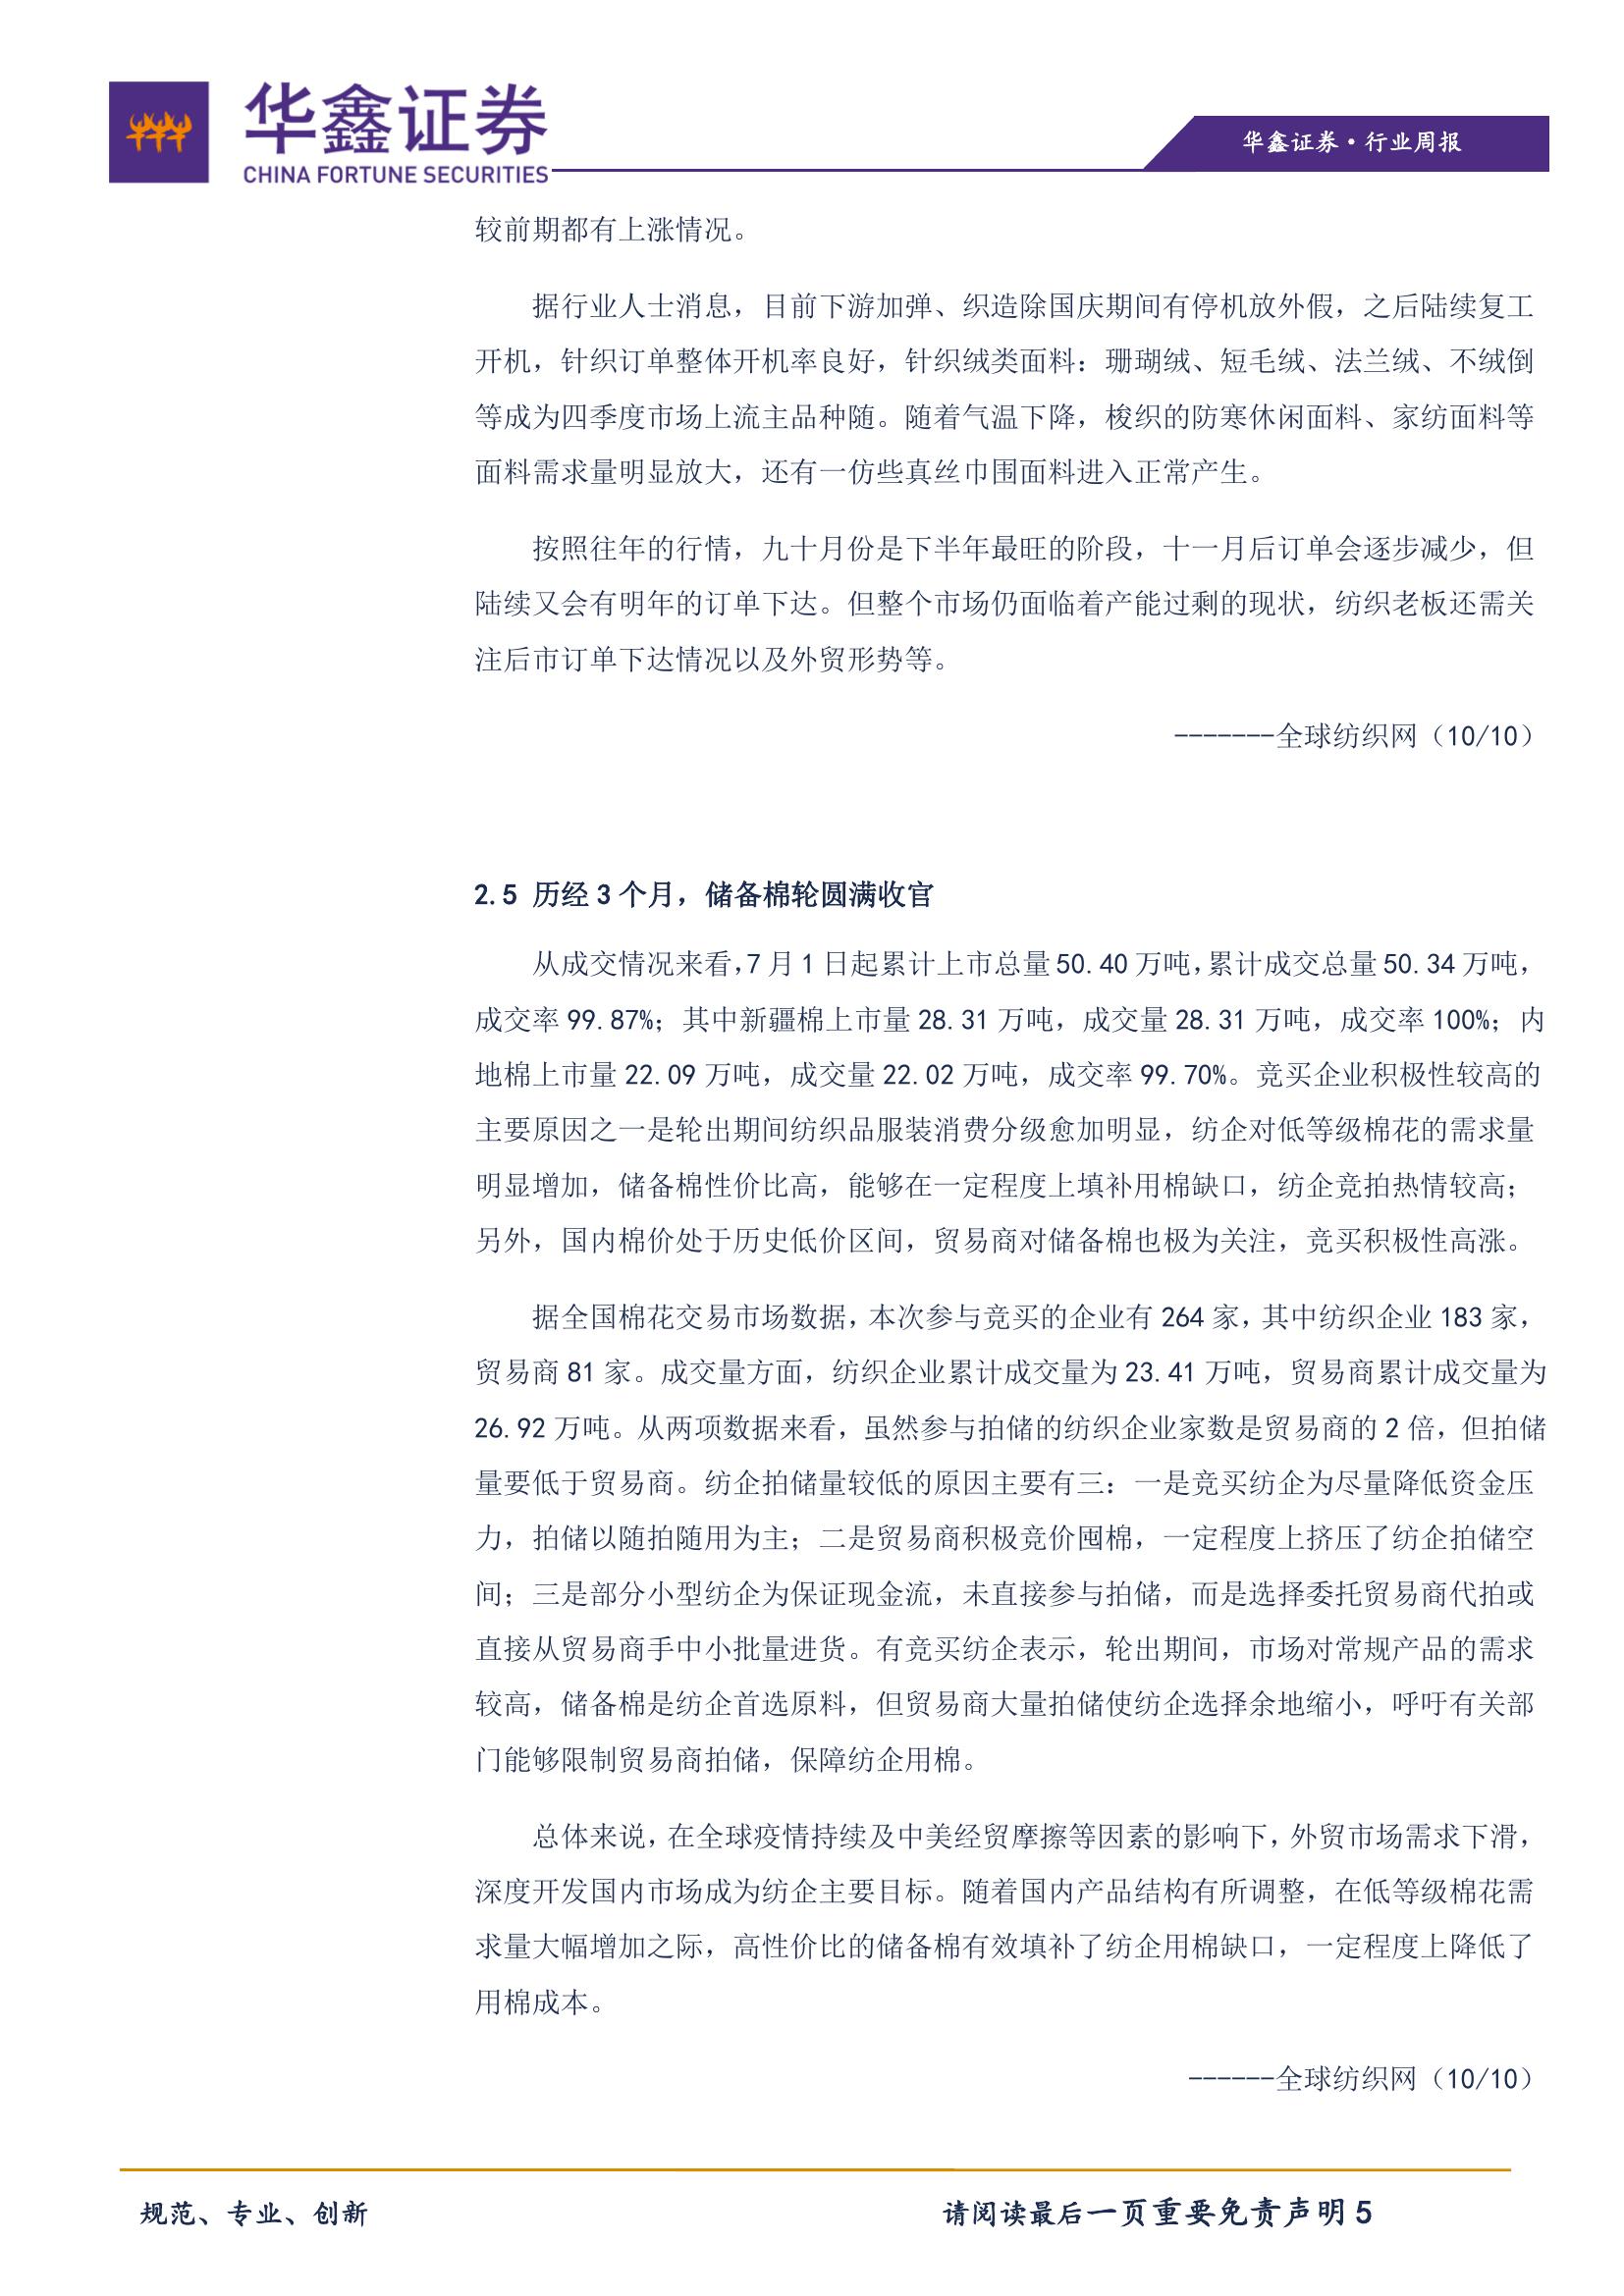 华鑫证券
CHINA FORTUNE SECURITIES
华鑫证券·行业周报
较前期都有上涨情况。
据行业人士消息，目前下游加弹、织造除国庆期间有停机放外假，之后陆续复工
开机，针织订单整体开机率良好，针织绒类面料：珊瑚绒、短毛绒、法兰绒、不绒倒
等成为四季度市场上流主品种随。随着气温下降，梭织的防寒休闲面料、家纺面料等
面料需求量明显放大，还有一仿些真丝巾围面料进入正常产生。
按照往年的行情，九十月份是下半年最旺的阶段，十一月后订单会逐步减少，但
陆续又会有明年的订单下达。但整个市场仍面临着产能过剩的现状，纺织老板还需关
注后市订单下达情况以及外贸形势等。
-------全球纺织网（10/10）
2.5 历经 3 个月，储备棉轮圆满收官
从成交情况来看，7 月 1 日起累计上市总量 50.40 万吨，累计成交总量 50.34 万吨，
成交率 99.87%；其中新疆棉上市量 28.31 万吨，成交量 28.31 万吨，成交率 100%；内
地棉上市量 22.09 万吨，成交量 22.02 万吨，成交率 99.70%。竞买企业积极性较高的
主要原因之一是轮出期间纺织品服装消费分级愈加明显，纺企对低等级棉花的需求量
明显增加，储备棉性价比高，能够在一定程度上填补用棉缺口，纺企竞拍热情较高；
另外，国内棉价处于历史低价区间，贸易商对储备棉也极为关注，竞买积极性高涨。
据全国棉花交易市场数据，本次参与竞买的企业有 264 家，其中纺织企业 183 家，
贸易商 81 家。成交量方面，纺织企业累计成交量为 23.41 万吨，贸易商累计成交量为
26.92 万吨。从两项数据来看，虽然参与拍储的纺织企业家数是贸易商的 2 倍，但拍储
量要低于贸易商。纺企拍储量较低的原因主要有三：一是竞买纺企为尽量降低资金压
力，拍储以随拍随用为主；二是贸易商积极竞价囤棉，一定程度上挤压了纺企拍储空
间；三是部分小型纺企为保证现金流，未直接参与拍储，而是选择委托贸易商代拍或
直接从贸易商手中小批量进货。有竞买纺企表示，轮出期间，市场对常规产品的需求
较高，储备棉是纺企首选原料，但贸易商大量拍储使纺企选择余地缩小，呼吁有关部
门能够限制贸易商拍储，保障纺企用棉。
总体来说，在全球疫情持续及中美经贸摩擦等因素的影响下，外贸市场需求下滑，
深度开发国内市场成为纺企主要目标。随着国内产品结构有所调整，在低等级棉花需
求量大幅增加之际，高性价比的储备棉有效填补了纺企用棉缺口，一定程度上降低了
用棉成本。
------全球纺织网（10/10）
规范、专业、创新
请阅读最后一页重要免责声明 5